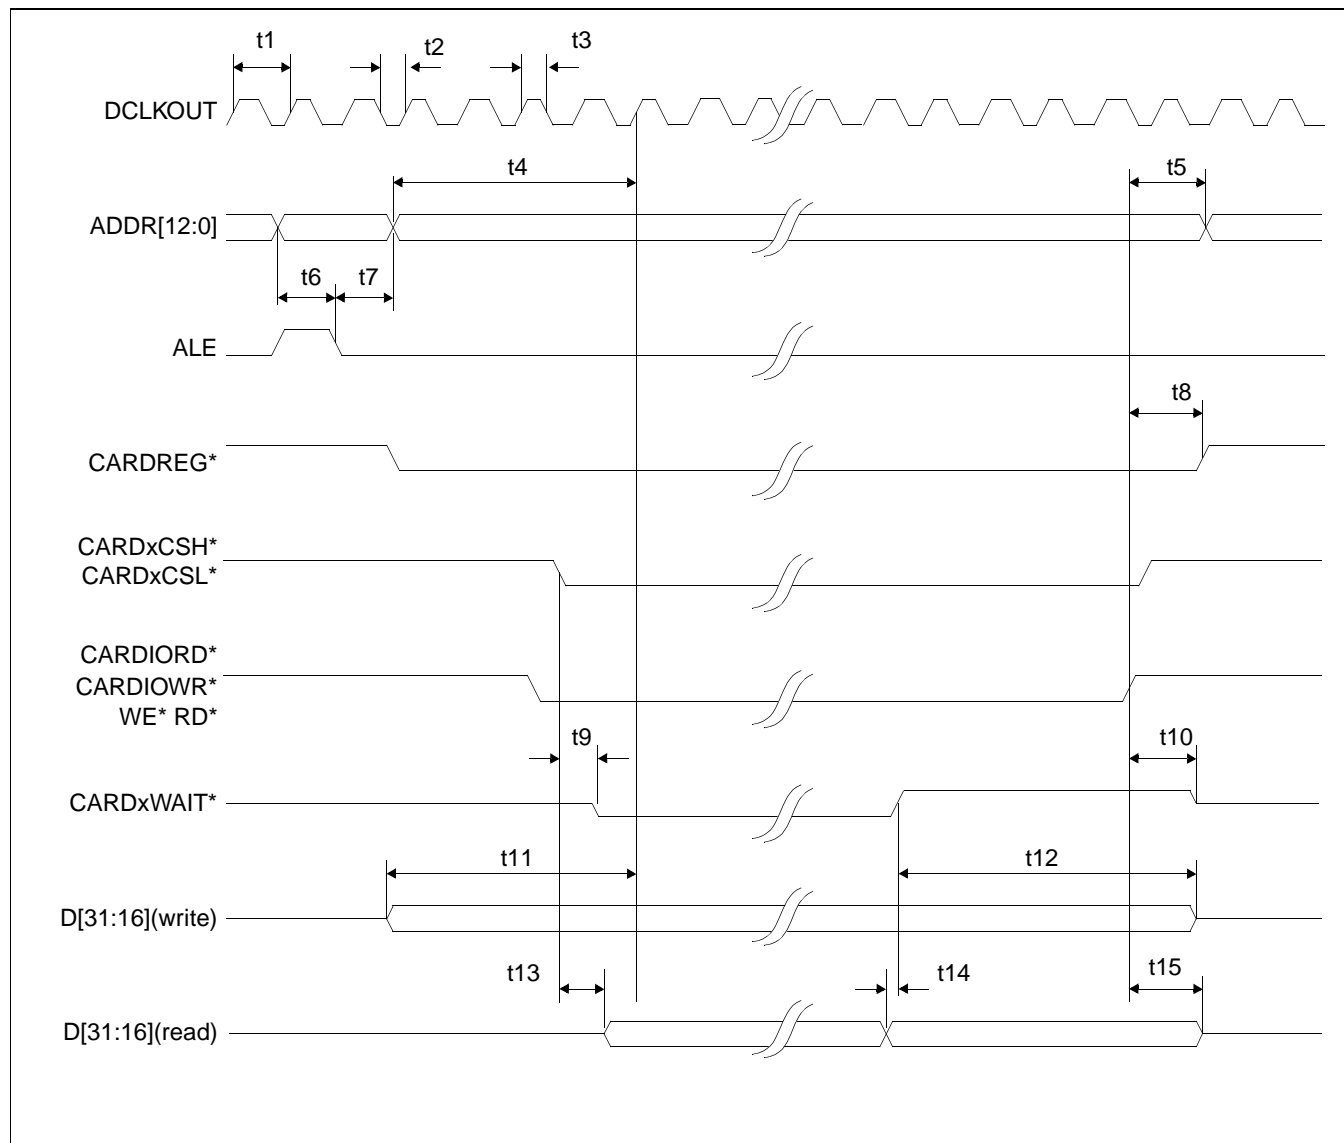 t1
t2
t3
DCLKOUT
t4
t5
ADDR[12:0]
t6
t7
ALE
t8
CARDREG*
CARDxCSH*
CARDxCSL*
CARDIORD*
CARDIOWR*
WE* RD*
t9
t10
CARDxWAIT*
t11
t12
D[31:16](write)
t13
t14
t15
D[31:16](read)